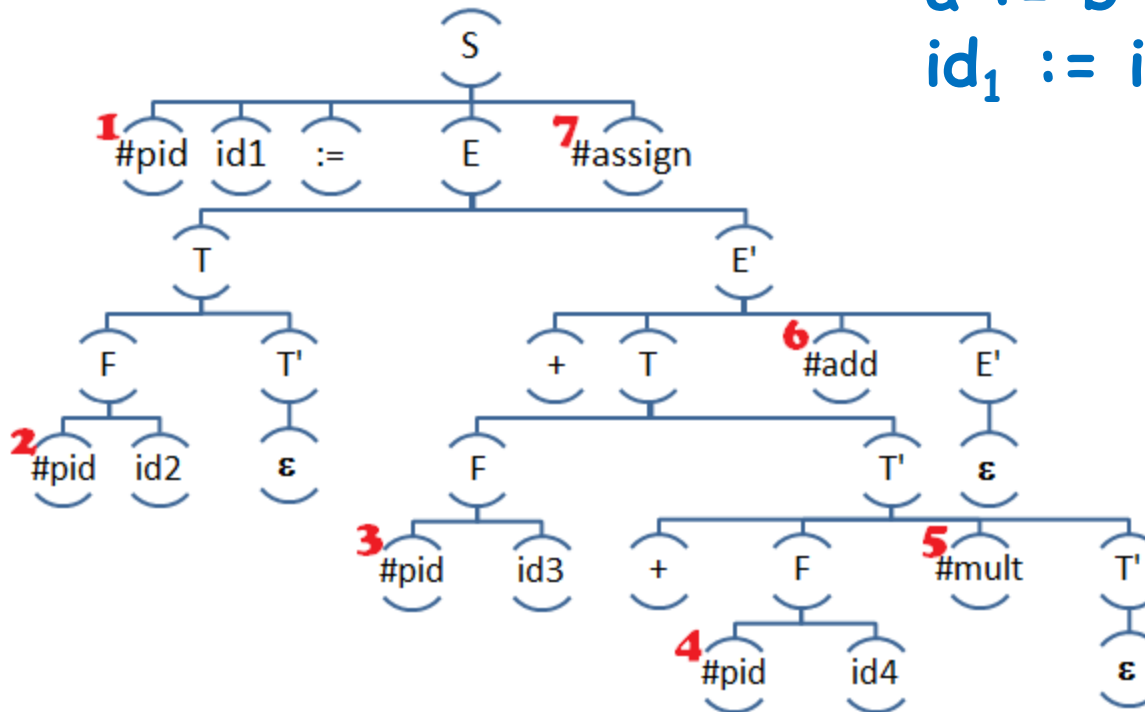 a := b
S
id₁ := i
1 #pid id1 := E 7 #assign
T E'
F T' + T 6 #add E'
2 #pid id2 ε F T' ε
3 #pid id3 + F 5 #mult T'
4 #pid id4 ε